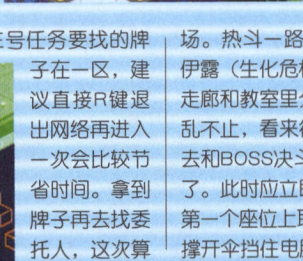 三号任务要找的牌
子在一区，建
议直接R键退
出网络再进入
一次会比较节
省时间。拿到
牌子再去找委
托人，这次算
场。热斗一路
伊露（生化危机
走廊和教室里
乱不止，看来
去和BOSS决斗
了。此时应立
第一个座位上
撑开伞挡住电